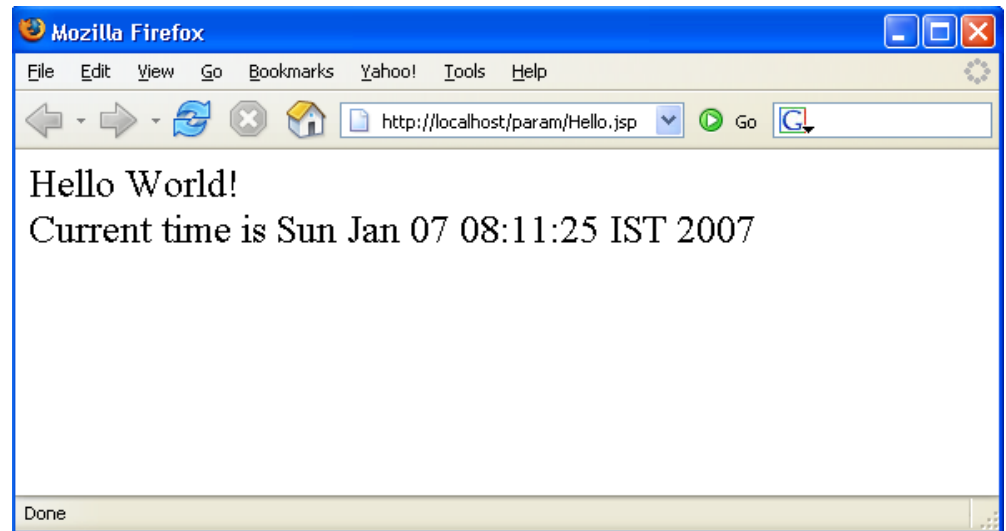 Mozilla Firefox
File Edit View Go Bookmarks Yahoo! Tools Help
http://localhost/param/Hello.jsp Go G
Hello World!
Current time is Sun Jan 07 08:11:25 IST 2007
Done